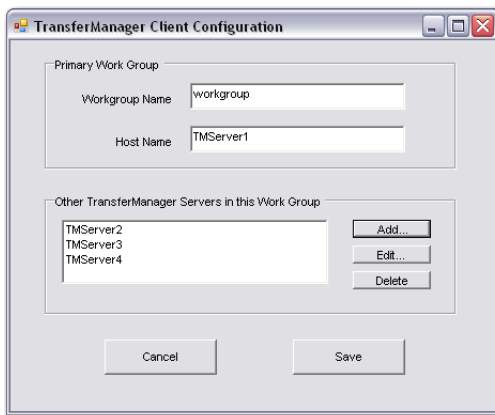 TransferManager Client Configuration
Primary Work Group
Workgroup Name
workgroup
Host Name
TMServer1
Other TransferManager Servers in this Work Group
TMServer2
TMServer3
TMServer4
Add...
Edit...
Delete
Cancel
Save